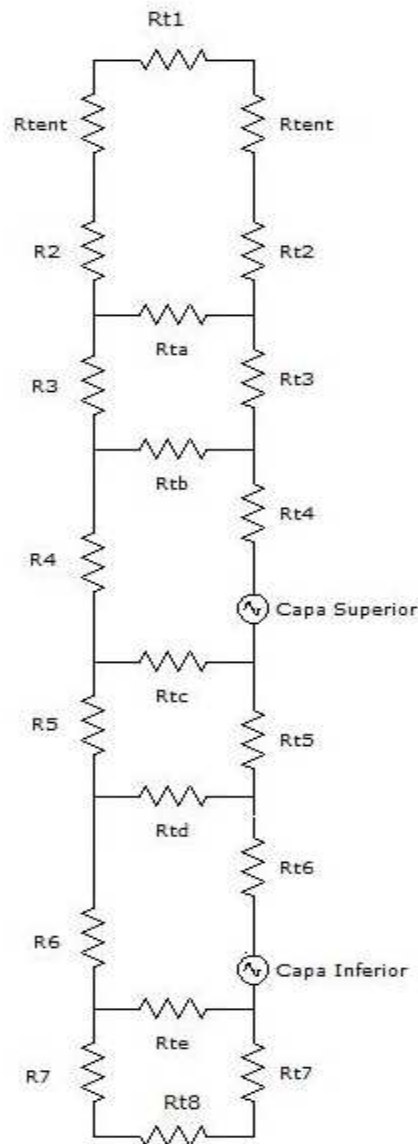 Rt1
Rtent
Rtent
R2
Rt2
Rta
R3
Rt3
Rtb
Rt4
R4
Capa Superior
Rtc
R5
Rt5
Rtd
Rt6
R6
Capa Inferior
Rte
R7
Rt7
Rt8